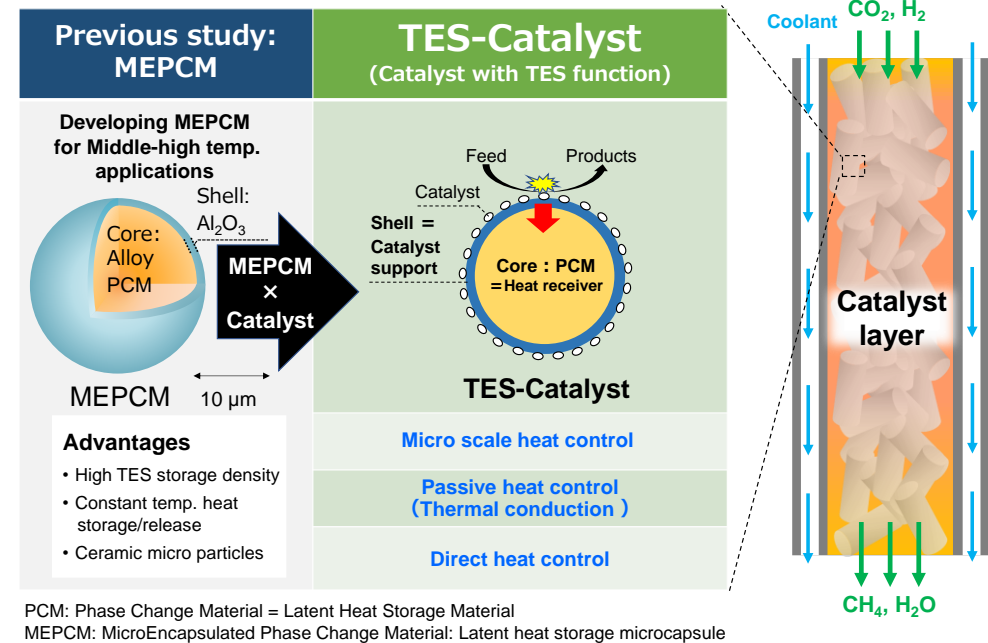 Previous study:
MEPCM
TES-Catalyst
(Catalyst with TES function)
Developing MEPCM
for Middle-high temp.
applications
Shell:
Al₂O₃
Core:
Alloy
PCM
MEPCM
10 μm
MEPCM
×
Catalyst
Advantages
• High TES storage density
• Constant temp. heat
storage/release
• Ceramic micro particles
Feed
Products
Catalyst
Shell =
Catalyst
support
Core : PCM
=Heat receiver
TES-Catalyst
Micro scale heat control
Passive heat control
(Thermal conduction )
Direct heat control
Coolant
CO₂, H₂
Catalyst
layer
CH₄, H₂O
PCM: Phase Change Material = Latent Heat Storage Material
MEPCM: MicroEncapsulated Phase Change Material: Latent heat storage microcapsule